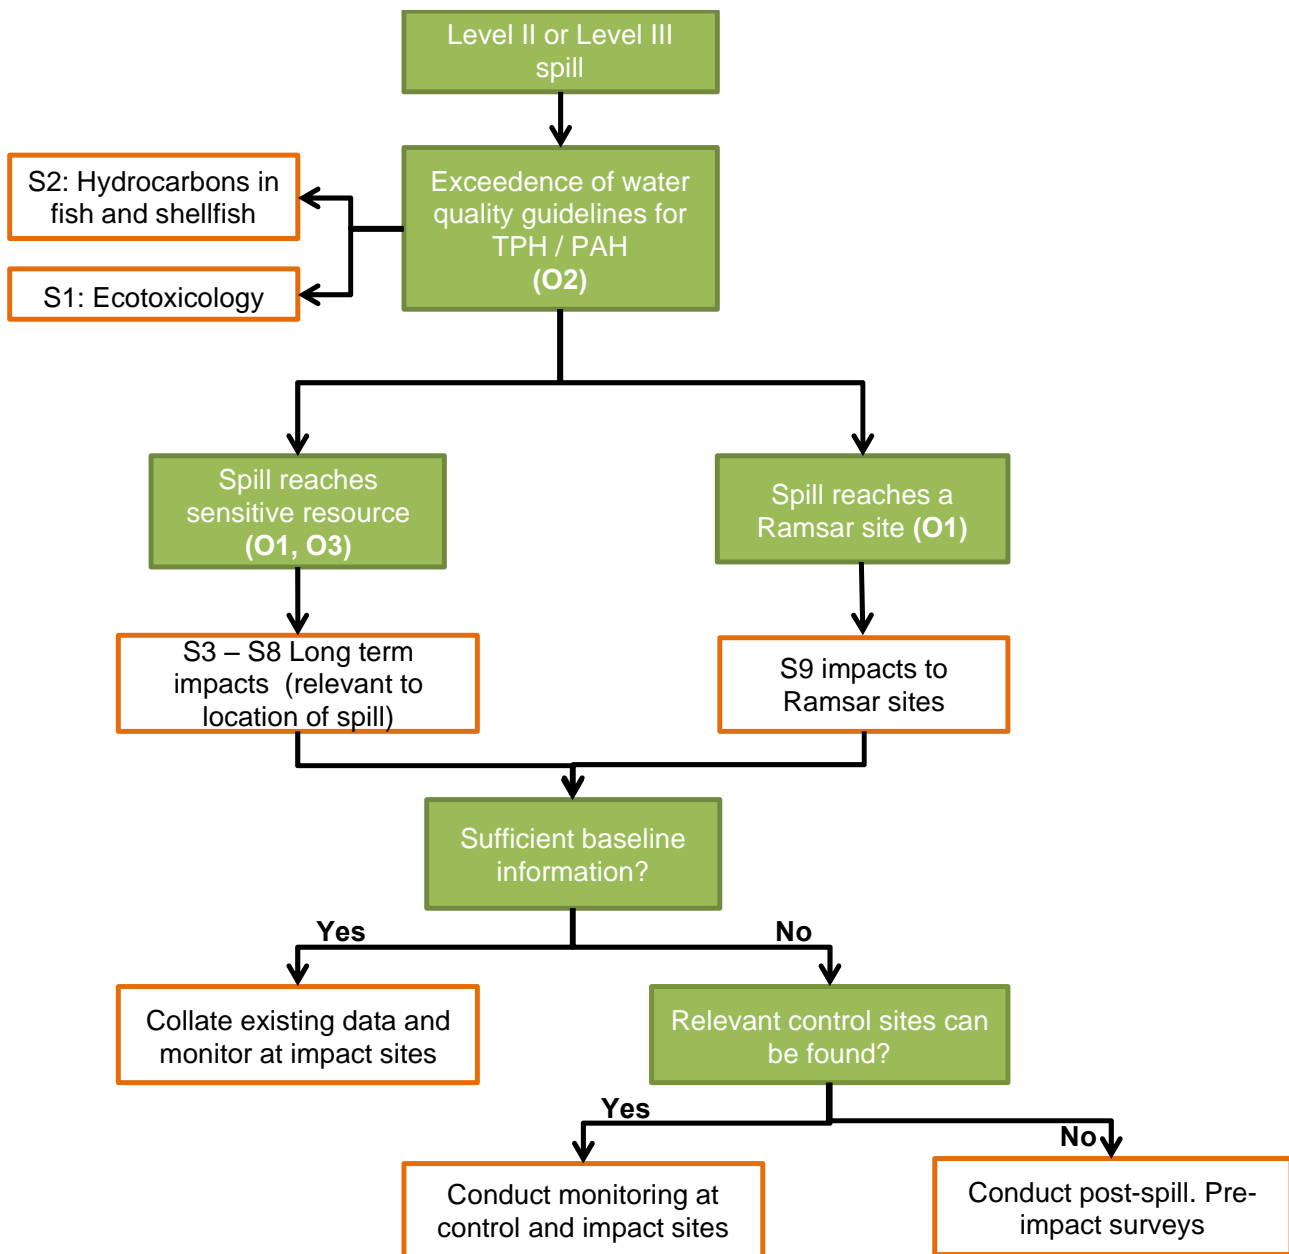 Level II or Level III
spill
S2: Hydrocarbons in
fish and shellfish
Exceedence of water
quality guidelines for
TPH / PAH
(O2)
S1: Ecotoxicology
Spill reaches
sensitive resource
(O1, O3)
Spill reaches a
Ramsar site (O1)
S3 – S8 Long term
impacts (relevant to
location of spill)
S9 impacts to
Ramsar sites
Sufficient baseline
information?
Yes
No
Collate existing data and
monitor at impact sites
Relevant control sites can
be found?
Yes
No
Conduct monitoring at
control and impact sites
Conduct post-spill. Pre-
impact surveys